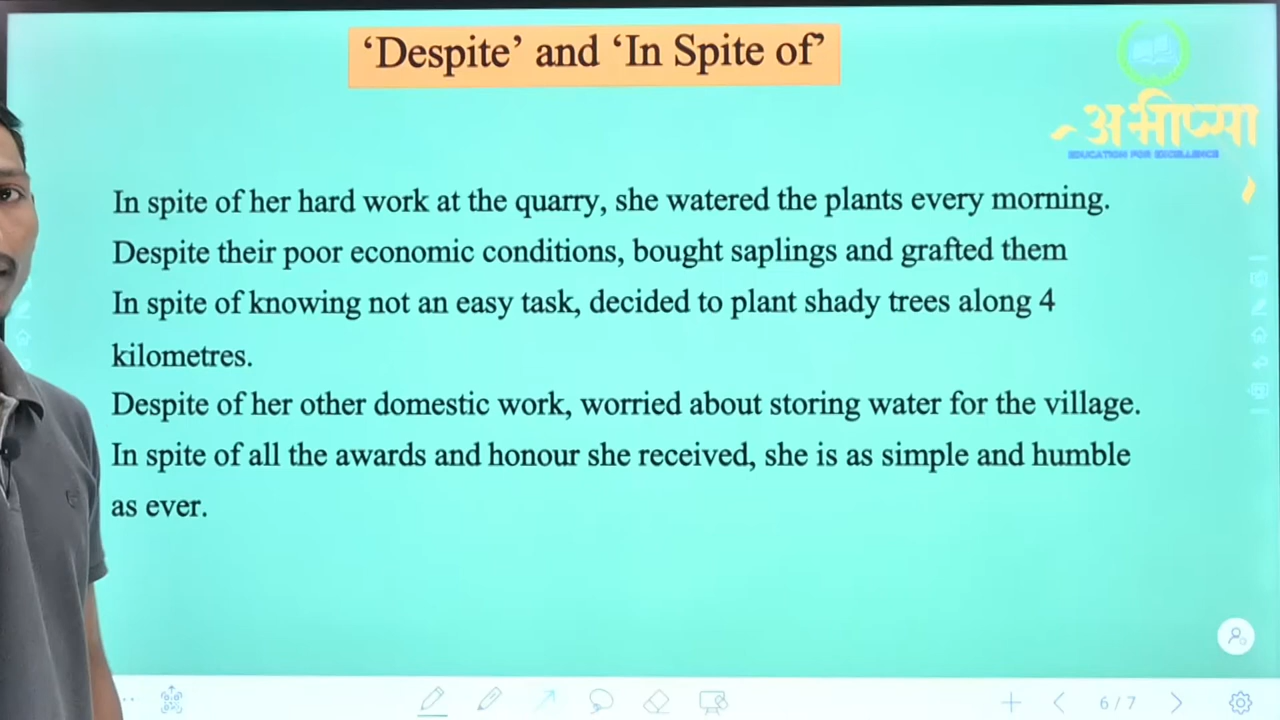 ‘Despite’ and ‘In Spite of’
अभीप्सा
EDUCATION FOR EXCELLENCE
In spite of her hard work at the quarry, she watered the plants every morning.
Despite their poor economic conditions, bought saplings and grafted them
In spite of knowing not an easy task, decided to plant shady trees along 4
kilometres.
Despite of her other domestic work, worried about storing water for the village.
In spite of all the awards and honour she received, she is as simple and humble
as ever.
6 / 7